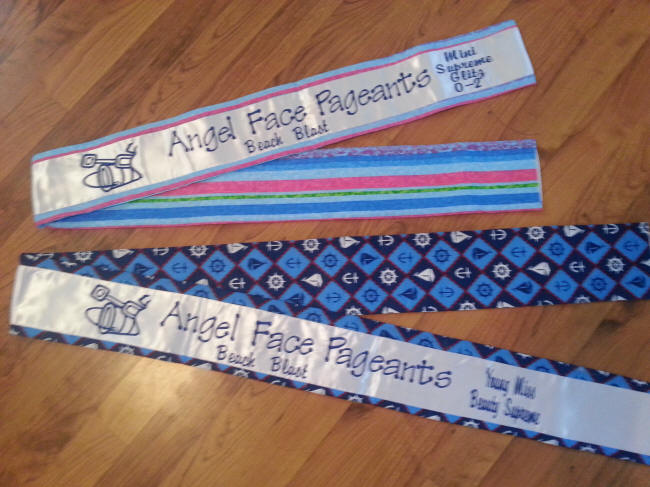 Angel Face Pageants
Beach Blast
Mini
Supreme
Glitz
0-2
Angel Face Pageants
Beach Blast
Young Miss
Beauty Supreme